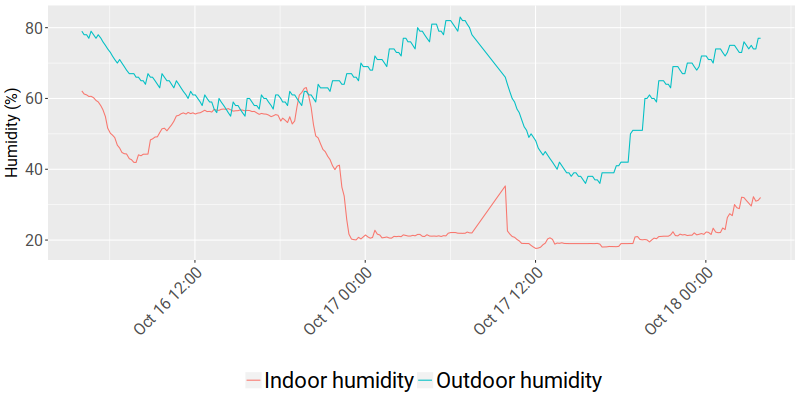 80
60
40
20
Humidity (%)
Oct 16 12:00
Oct 17 00:00
Oct 17 12:00
Oct 18 00:00
Indoor humidity
Outdoor humidity